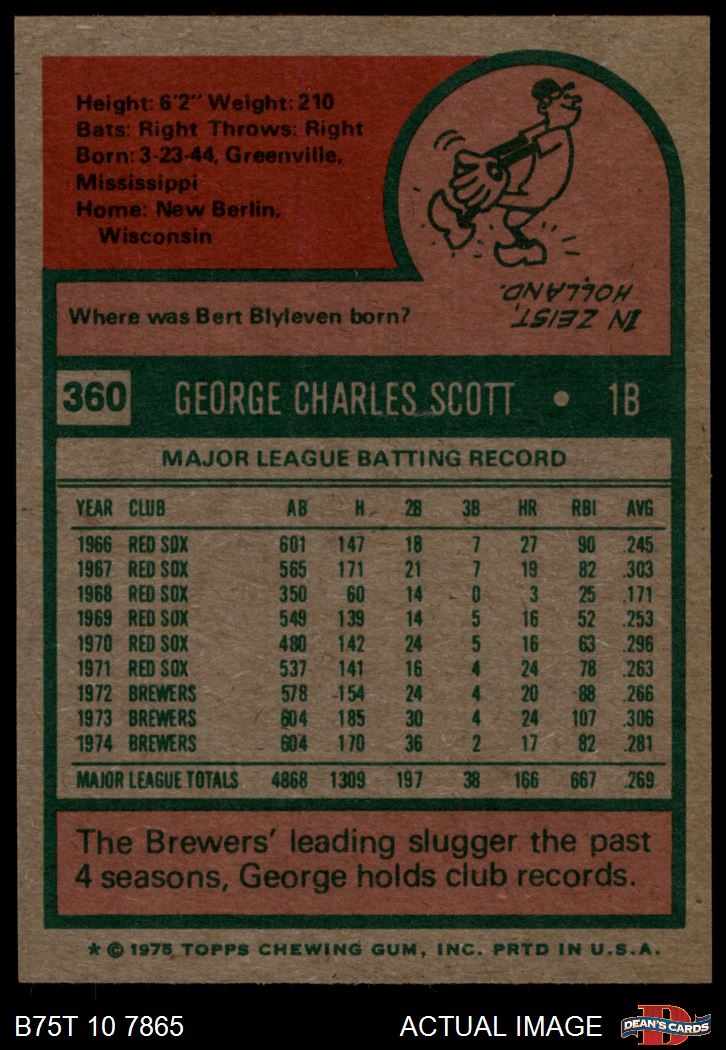 Height: 6'2" Weight: 210
Bats: Right Throws: Right
Born: 3-23-44, Greenville,
Mississippi
Home: New Berlin,
Wisconsin
Where was Bert Blyleven born?
IN ZEIST,
HOLLAND.
360 GEORGE CHARLES SCOTT • 1B
MAJOR LEAGUE BATTING RECORD
YEAR CLUB AB H 2B 3B HR RBI AVG
1966 RED SOX 601 147 18 7 27 90 .245
1967 RED SOX 565 171 21 7 19 82 .303
1968 RED SOX 350 60 14 0 3 25 .171
1969 RED SOX 549 139 14 5 16 52 .253
1970 RED SOX 480 142 24 5 16 63 .296
1971 RED SOX 537 141 16 4 24 78 .263
1972 BREWERS 578 154 24 4 20 88 .266
1973 BREWERS 604 185 30 4 24 107 .306
1974 BREWERS 604 170 36 2 17 82 .281
MAJOR LEAGUE TOTALS 4868 1309 197 38 166 667 .269
The Brewers' leading slugger the past
4 seasons, George holds club records.
* © 1975 TOPPS CHEWING GUM, INC. PRTD IN U.S.A.
B75T 10 7865 ACTUAL IMAGE
D
DEAN'S CARDS